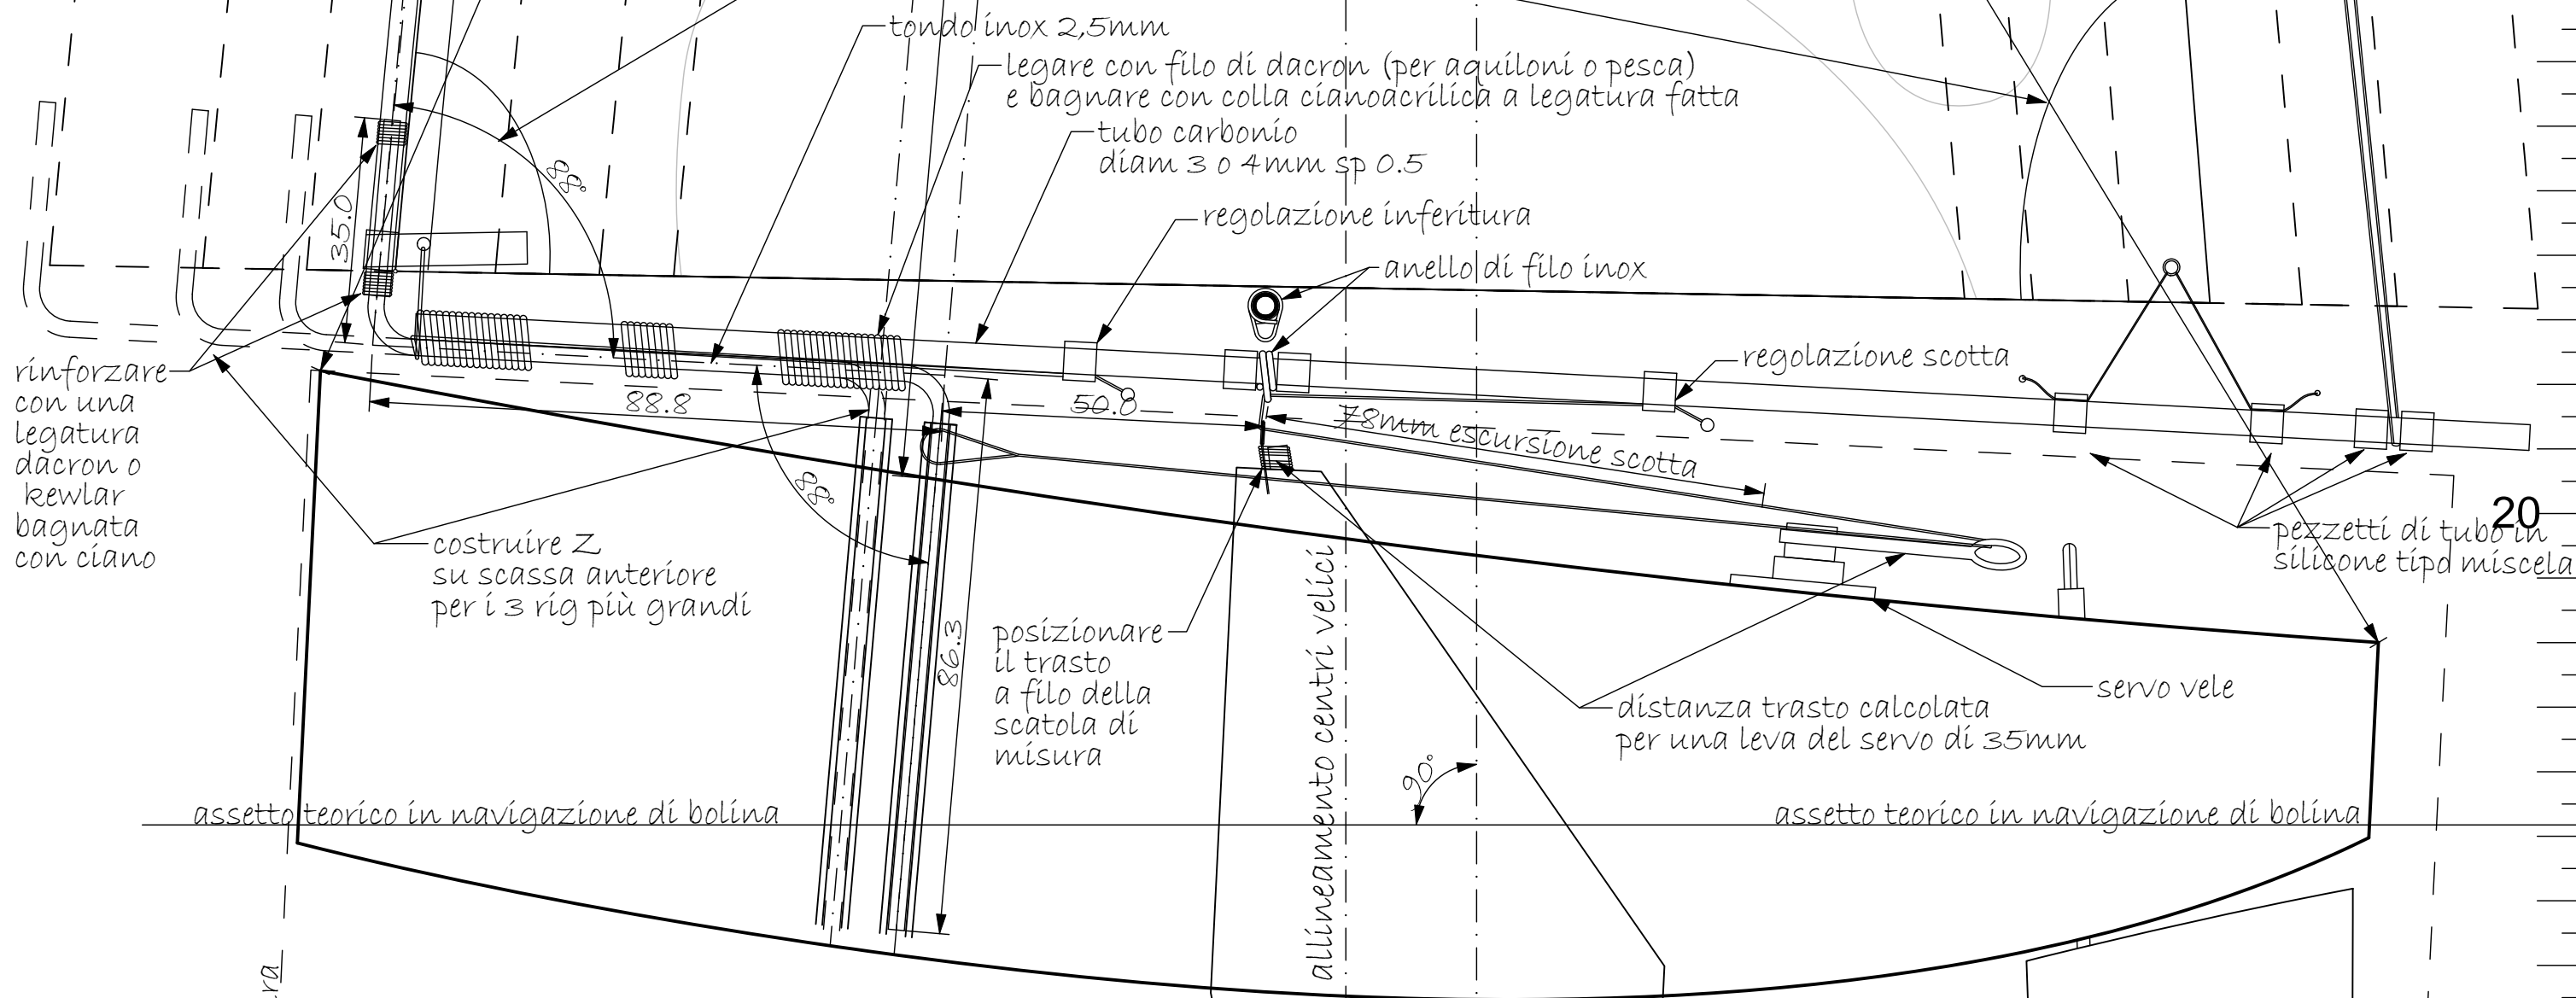 tondo inox 2,5mm
legare con filo di dacron (per aquiloni o pesca)
e bagnare con colla cianoacrilica a legatura fatta
tubo carbonio
diam 3 o 4mm sp 0.5
88°
35.0
regolazione inferitura
anello di filo inox
regolazione scotta
rinforzare
con una
legatura
dacron o
kewlar
bagnata
con ciano
88.8
50.0
78mm escursione scotta
88°
20
pezzetti di tubo in
silicone tipo miscela
costruire Z
su scassa anteriore
per i 3 rig più grandi
86.3
posizionare
il trasto
a filo della
scatola di
misura
allineamento centri velici
servo vele
distanza trasto calcolata
per una leva del servo di 35mm
90°
assetto teorico in navigazione di bolina
assetto teorico in navigazione di bolina
ra